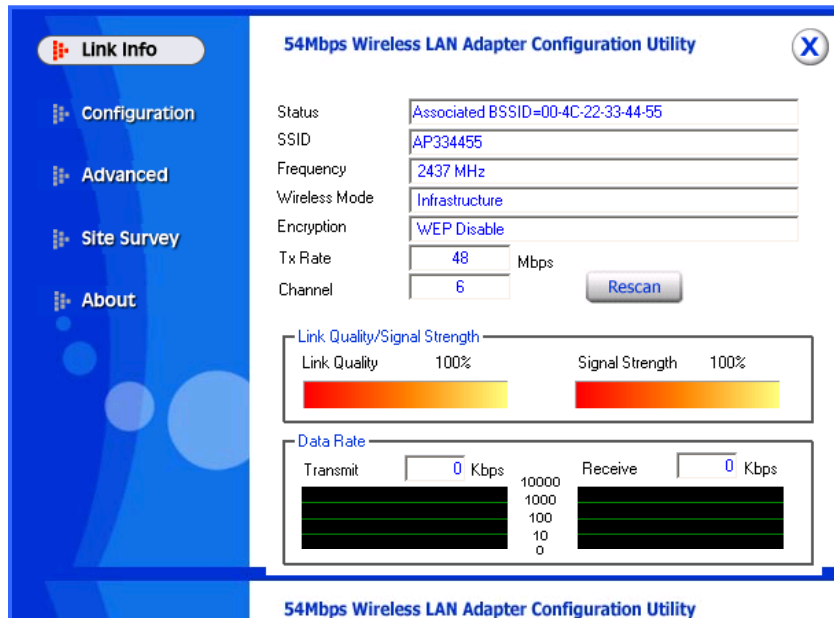 Link Info
Configuration
Advanced
Site Survey
About
54Mbps Wireless LAN Adapter Configuration Utility
X
Status Associated BSSID=00-4C-22-33-44-55
SSID AP334455
Frequency 2437 MHz
Wireless Mode Infrastructure
Encryption WEP Disable
Tx Rate 48 Mbps
Channel 6 Rescan
Link Quality/Signal Strength
Link Quality 100% Signal Strength 100%
Data Rate
Transmit 0 Kbps Receive 0 Kbps
10000
1000
100
10
0
54Mbps Wireless LAN Adapter Configuration Utility